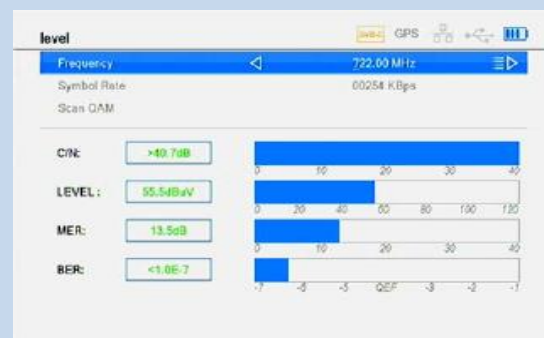 level GPS
Frequency 722.00 MHz
Symbol Rate 00254 KBps
Scan QAM
C/N: >40.7dB
0 10 20 30 40
LEVEL: 55.5dBuV
0 20 40 60 80 100 120
MER: 13.5dB
0 10 20 30 40
BER: <1.0E-7
-7 -6 -5 QEF -3 -2 -1